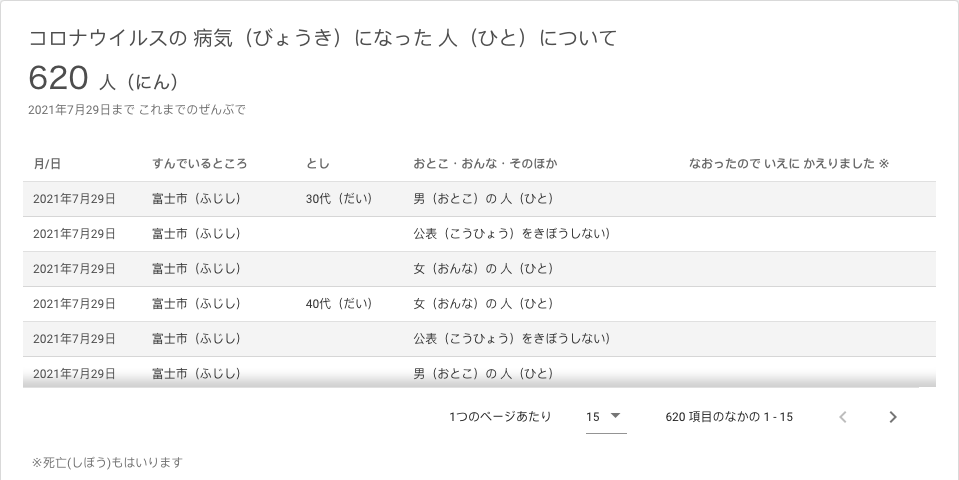 コロナウイルスの 病気（びょうき）になった 人（ひと）について
620 人（にん）
2021年7月29日まで これまでのぜんぶで
月/日 すんでいるところ とし おとこ・おんな・そのほか なおったので いえに かえりました ※
2021年7月29日 富士市（ふじし） 30代（だい） 男（おとこ）の 人（ひと）
2021年7月29日 富士市（ふじし） 公表（こうひょう）をきぼうしない）
2021年7月29日 富士市（ふじし） 女（おんな）の 人（ひと）
2021年7月29日 富士市（ふじし） 40代（だい） 女（おんな）の 人（ひと）
2021年7月29日 富士市（ふじし） 公表（こうひょう）をきぼうしない）
2021年7月29日 富士市（ふじし） 男（おとこ）の 人（ひと）
1つのページあたり 15 620 項目のなかの 1 - 15
※死亡(しぼう)もはいります